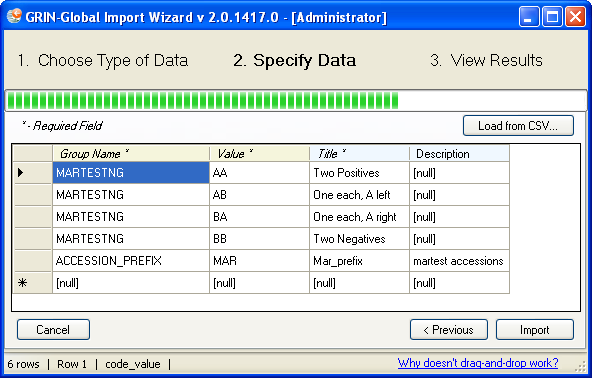 GRIN-Global Import Wizard v 2.0.1417.0 - [Administrator]
1. Choose Type of Data 2. Specify Data 3. View Results
* - Required Field Load from CSV...
Group Name * Value * Title * Description
MARTESTNG AA Two Positives [null]
MARTESTNG AB One each, A left [null]
MARTESTNG BA One each, A right [null]
MARTESTNG BB Two Negatives [null]
ACCESSION_PREFIX MAR Mar_prefix martest accessions
[null] [null] [null] [null]
Cancel < Previous Import
6 rows | Row 1 | code_value | Why doesn't drag-and-drop work?